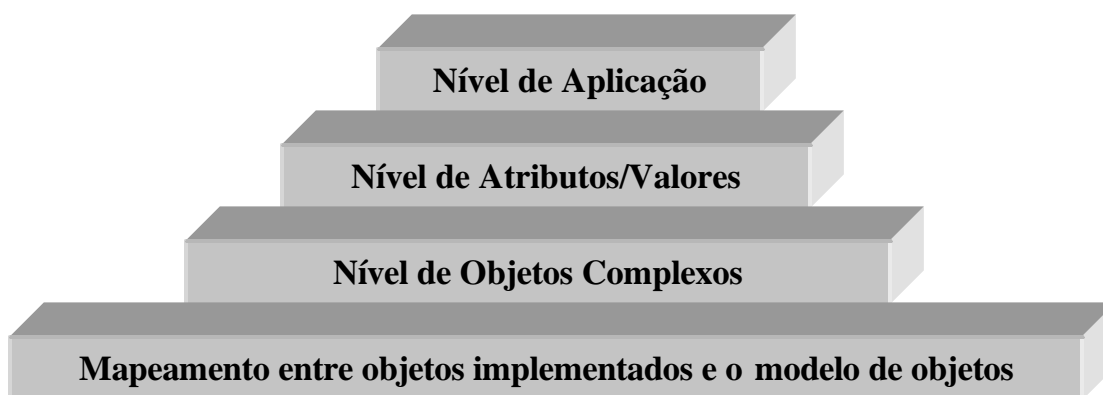 Nível de Aplicação
Nível de Atributos/Valores
Nível de Objetos Complexos
Mapeamento entre objetos implementados e o modelo de objetos